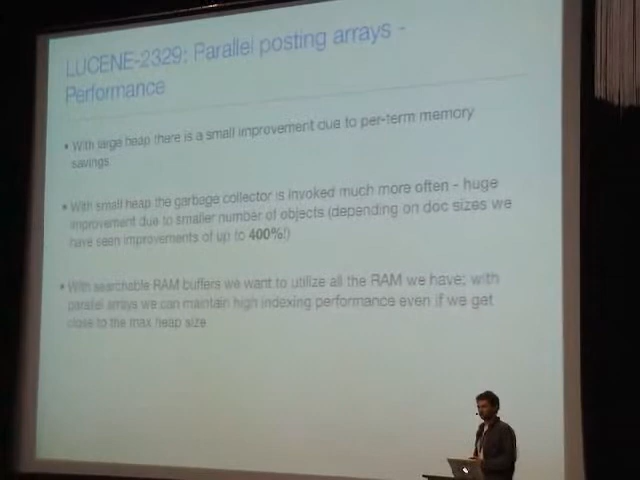 LUCENE-2329: Parallel posting arrays -
Performance
• With large heap there is a small improvement due to per-term memory
savings
• With small heap the garbage collector is invoked much more often - huge
improvement due to smaller number of objects (depending on doc sizes we
have seen improvements of up to 400%!)
• With searchable RAM buffers we want to utilize all the RAM we have; with
parallel arrays we can maintain high indexing performance even if we get
close to the max heap size